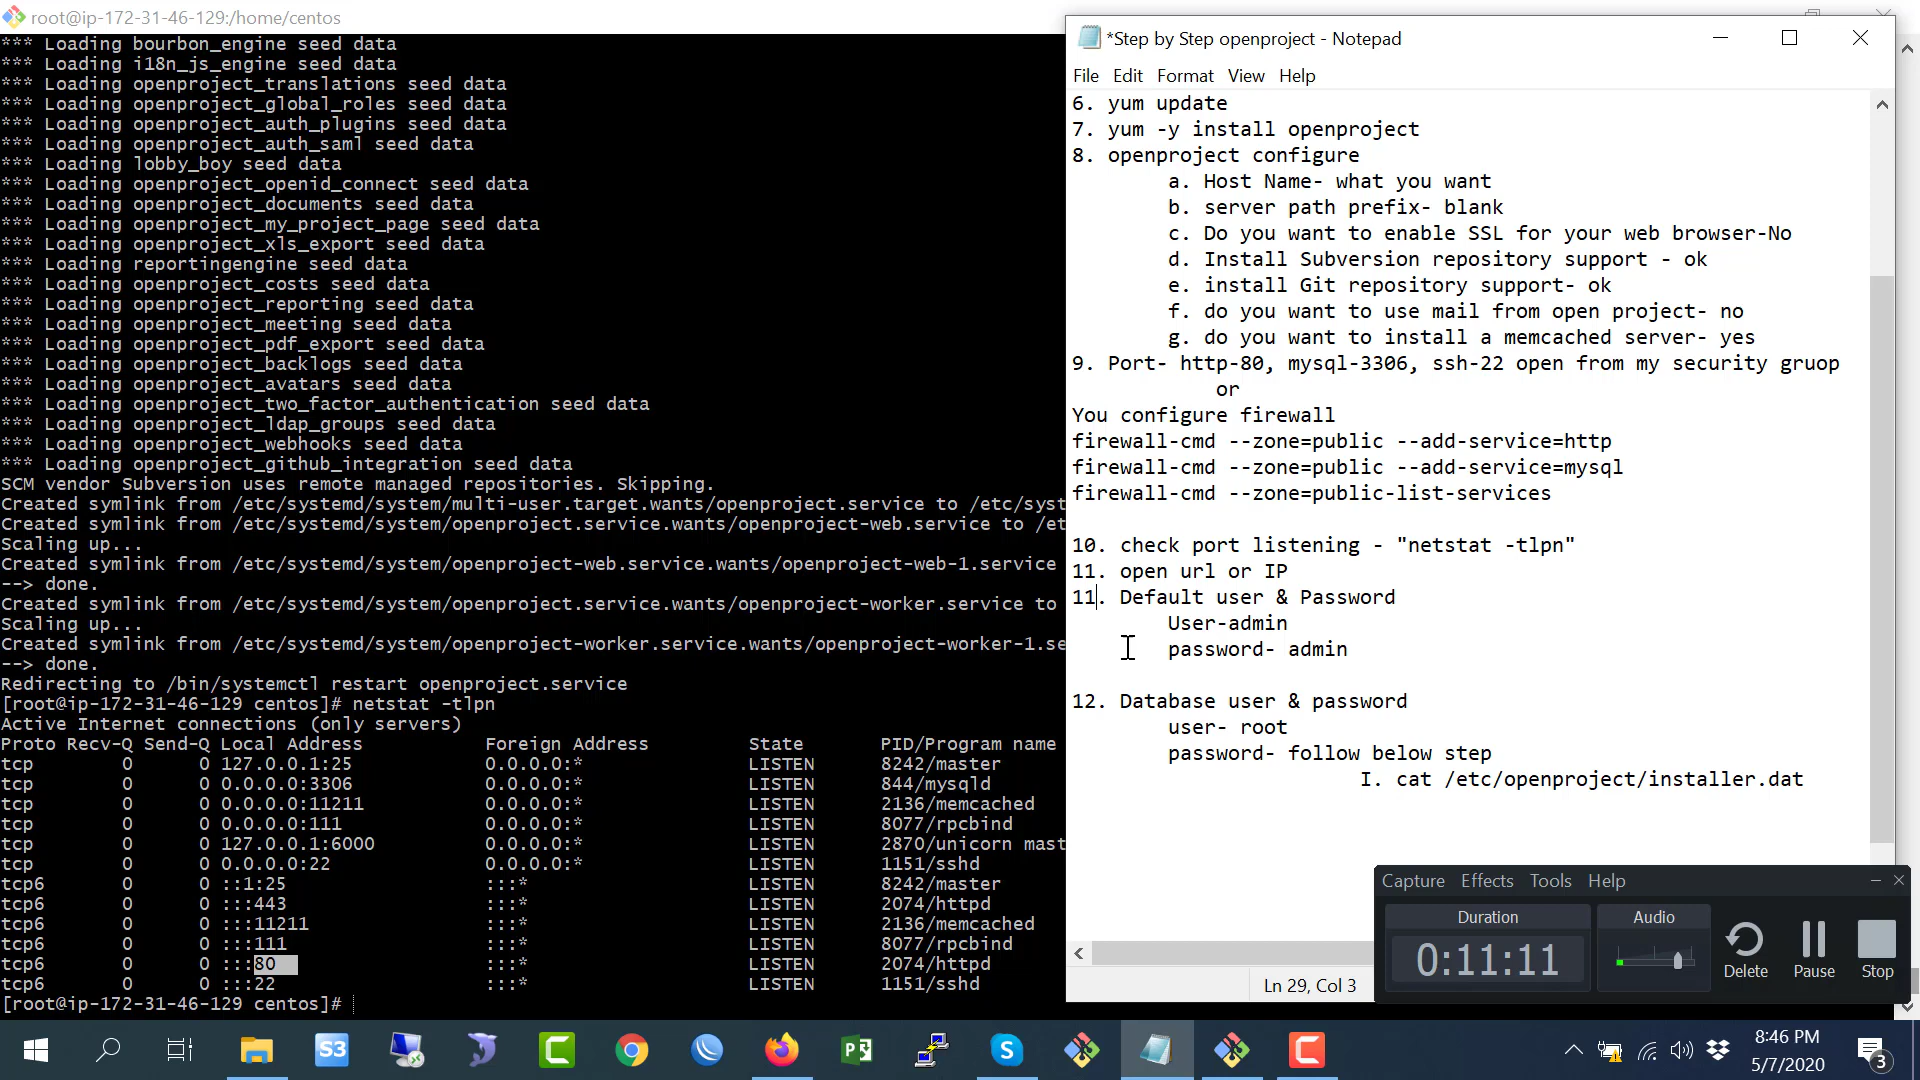 root@ip-172-31-46-129:/home/centos
*** Loading bourbon_engine seed data
*** Loading i18n_js_engine seed data
*** Loading openproject_translations seed data
*** Loading openproject_global_roles seed data
*** Loading openproject_auth_plugins seed data
*** Loading openproject_auth_saml seed data
*** Loading lobby_boy seed data
*** Loading openproject_openid_connect seed data
*** Loading openproject_documents seed data
*** Loading openproject_my_project_page seed data
*** Loading openproject_xls_export seed data
*** Loading reportingengine seed data
*** Loading openproject_costs seed data
*** Loading openproject_reporting seed data
*** Loading openproject_meeting seed data
*** Loading openproject_pdf_export seed data
*** Loading openproject_backlogs seed data
*** Loading openproject_avatars seed data
*** Loading openproject_two_factor_authentication seed data
*** Loading openproject_ldap_groups seed data
*** Loading openproject_webhooks seed data
*** Loading openproject_github_integration seed data
SCM vendor Subversion uses remote managed repositories. Skipping.
Created symlink from /etc/systemd/system/multi-user.target.wants/openproject.service to /etc/syst
Created symlink from /etc/systemd/system/openproject.service.wants/openproject-web.service to /et
Scaling up...
Created symlink from /etc/systemd/system/openproject-web.service.wants/openproject-web-1.service
--> done.
Created symlink from /etc/systemd/system/openproject.service.wants/openproject-worker.service to
Scaling up...
Created symlink from /etc/systemd/system/openproject-worker.service.wants/openproject-worker-1.se
--> done.
Redirecting to /bin/systemctl restart openproject.service
[root@ip-172-31-46-129 centos]# netstat -tlpn
Active Internet connections (only servers)
Proto Recv-Q Send-Q Local Address Foreign Address State PID/Program name
tcp 0 0 127.0.0.1:25 0.0.0.0:* LISTEN 8242/master
tcp 0 0 0.0.0.0:3306 0.0.0.0:* LISTEN 844/mysqld
tcp 0 0 0.0.0.0:11211 0.0.0.0:* LISTEN 2136/memcached
tcp 0 0 0.0.0.0:111 0.0.0.0:* LISTEN 8077/rpcbind
tcp 0 0 127.0.0.1:6000 0.0.0.0:* LISTEN 2870/unicorn mast
tcp 0 0 0.0.0.0:22 0.0.0.0:* LISTEN 1151/sshd
tcp6 0 0 ::1:25 :::* LISTEN 8242/master
tcp6 0 0 :::443 :::* LISTEN 2074/httpd
tcp6 0 0 :::11211 :::* LISTEN 2136/memcached
tcp6 0 0 :::111 :::* LISTEN 8077/rpcbind
tcp6 0 0 :::80 :::* LISTEN 2074/httpd
tcp6 0 0 :::22 :::* LISTEN 1151/sshd
[root@ip-172-31-46-129 centos]#
*Step by Step openproject - Notepad
File Edit Format View Help
6. yum update
7. yum -y install openproject
8. openproject configure
a. Host Name- what you want
b. server path prefix- blank
c. Do you want to enable SSL for your web browser-No
d. Install Subversion repository support - ok
e. install Git repository support- ok
f. do you want to use mail from open project- no
g. do you want to install a memcached server- yes
9. Port- http-80, mysql-3306, ssh-22 open from my security gruop
or
You configure firewall
firewall-cmd --zone=public --add-service=http
firewall-cmd --zone=public --add-service=mysql
firewall-cmd --zone=public-list-services
10. check port listening - "netstat -tlpn"
11. open url or IP
11. Default user & Password
User-admin
password- admin
12. Database user & password
user- root
password- follow below step
I. cat /etc/openproject/installer.dat
Ln 29, Col 3
Capture Effects Tools Help
Duration
0:11:11
Audio
Delete
Pause
Stop
S3
8:46 PM
5/7/2020
3